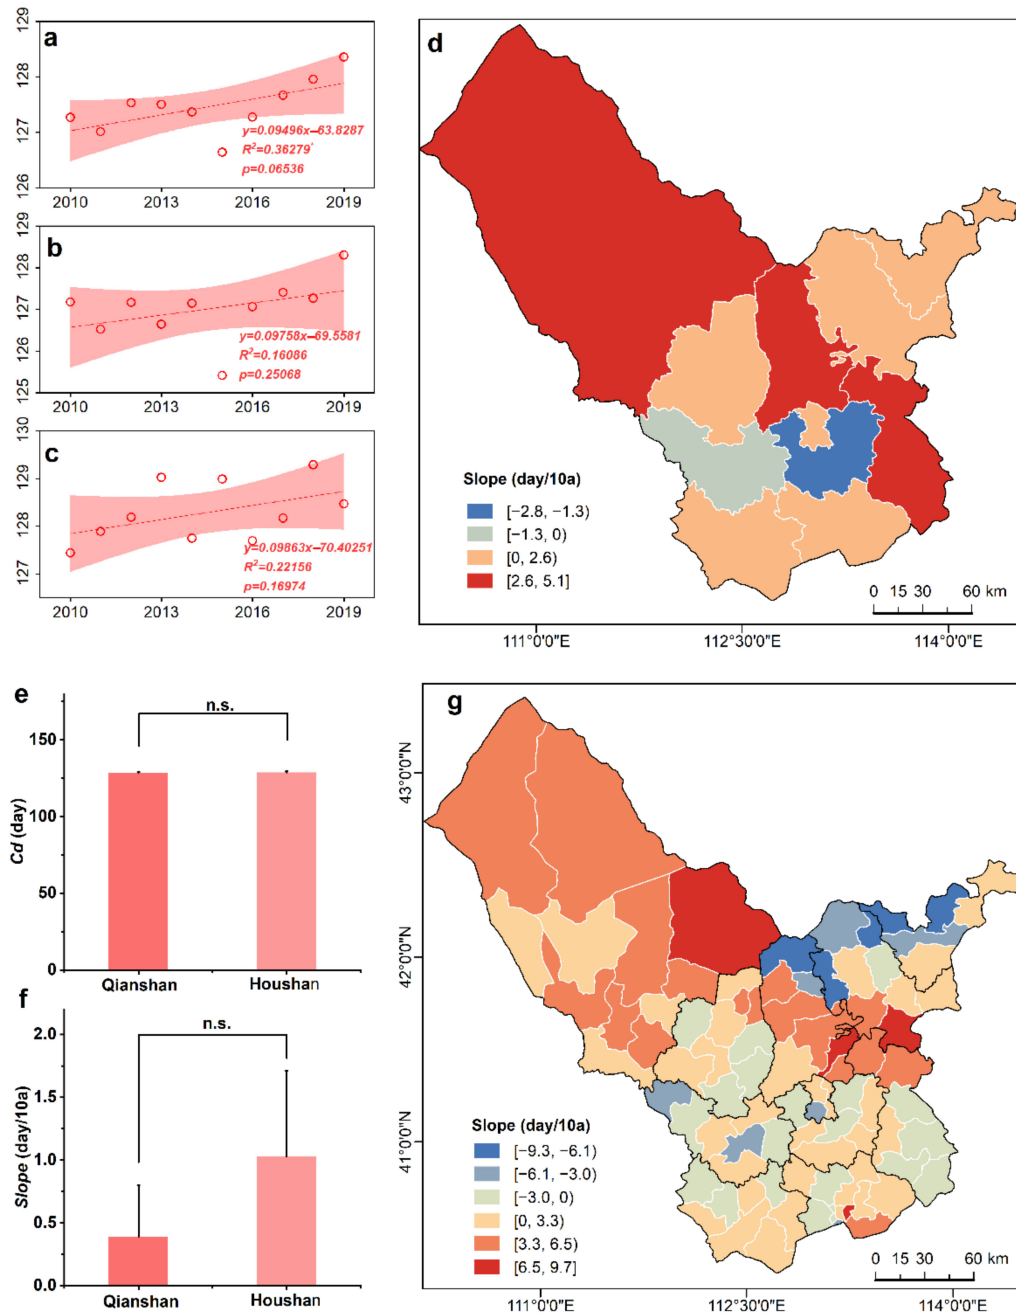 a
129
128
127
126
y=0.09496x−63.8287
R²=0.36279*
p=0.06536
2010 2013 2016 2019
b
129
128
127
126
125
y=0.09758x−69.5581
R²=0.16086
p=0.25068
2010 2013 2016 2019
c
130
129
128
127
y=0.09863x−70.40251
R²=0.22156
p=0.16974
2010 2013 2016 2019
d
Slope (day/10a)
[−2.8, −1.3)
[−1.3, 0)
[0, 2.6)
[2.6, 5.1]
0 15 30 60 km
111°0'0"E 112°30'0"E 114°0'0"E
e
n.s.
Cd (day)
150
100
50
0
Qianshan Houshan
f
n.s.
Slope (day/10a)
2.0
1.5
1.0
0.5
0.0
Qianshan Houshan
g
43°0'0"N
42°0'0"N
41°0'0"N
Slope (day/10a)
[−9.3, −6.1)
[−6.1, −3.0)
[−3.0, 0)
[0, 3.3)
[3.3, 6.5)
[6.5, 9.7]
0 15 30 60 km
111°0'0"E 112°30'0"E 114°0'0"E